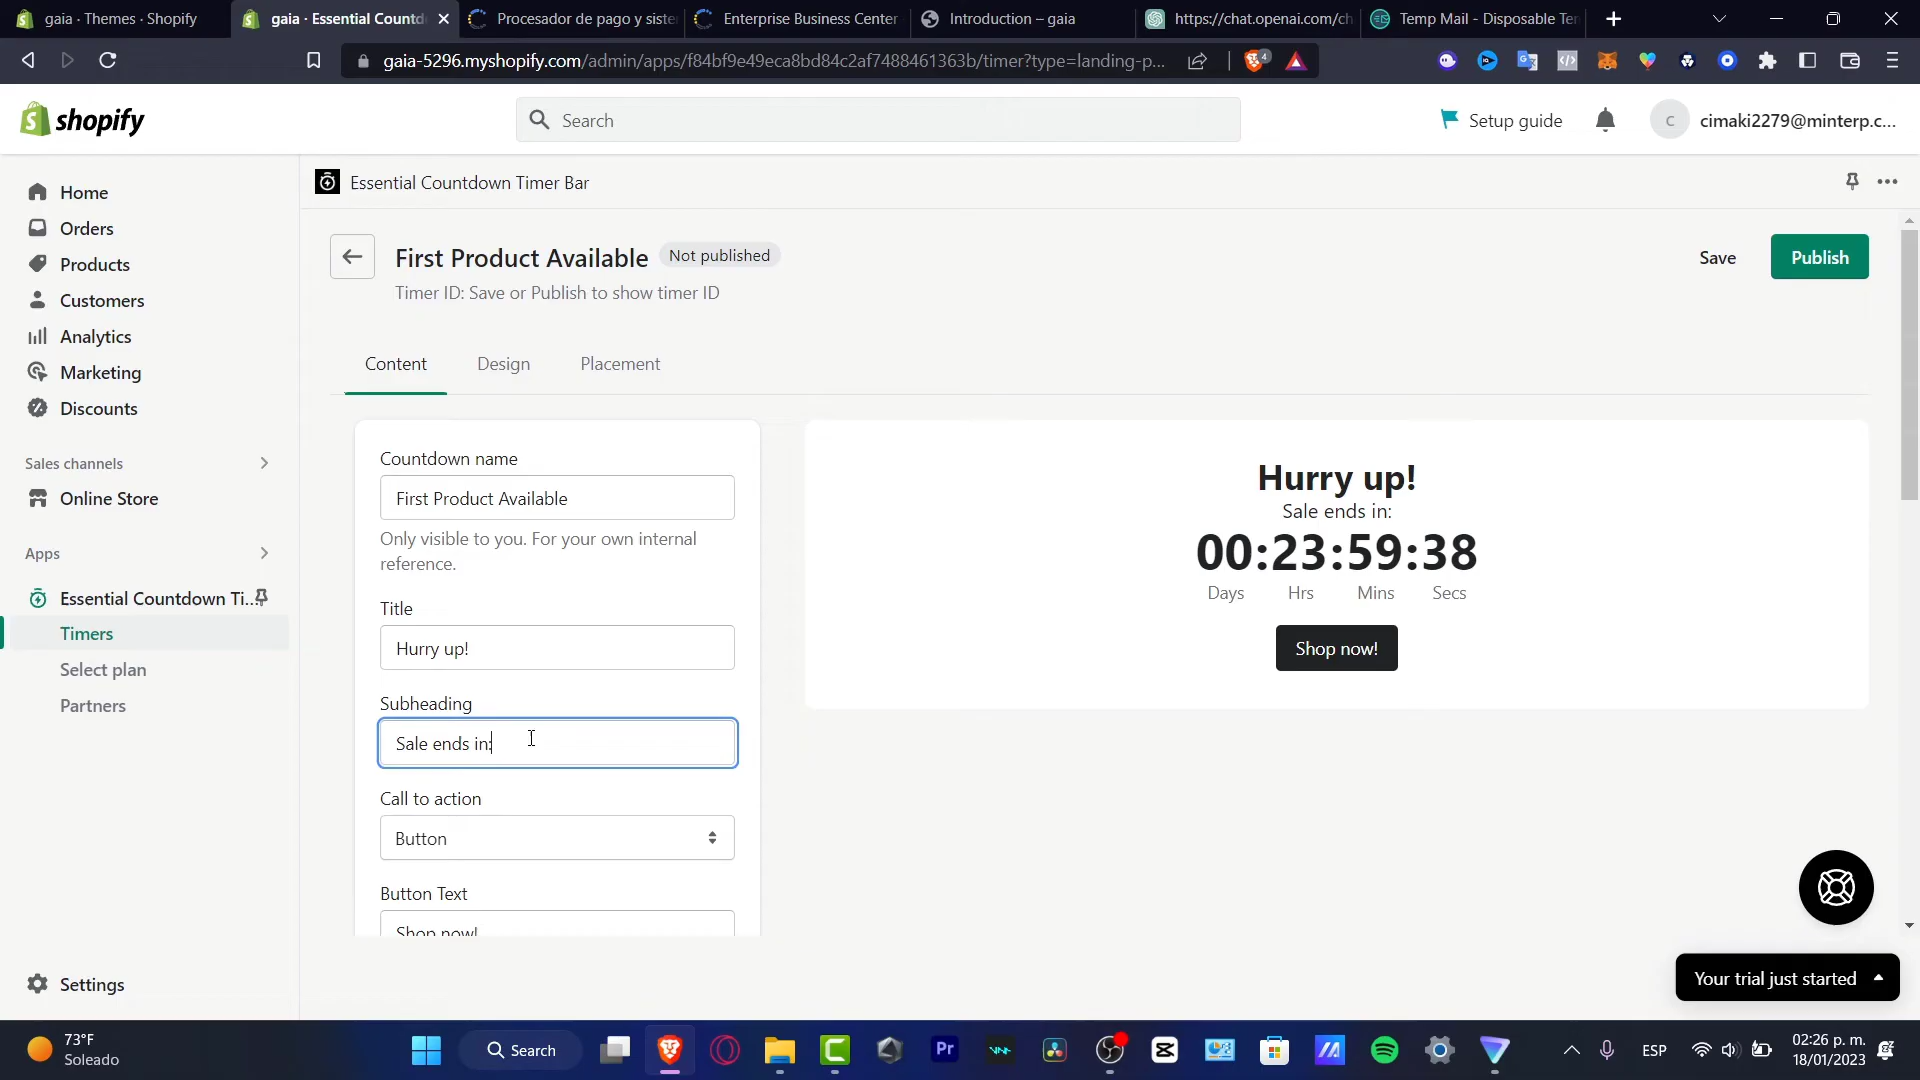 gaia · Themes · Shopify
gaia · Essential Countd
Procesador de pago y siste
Enterprise Business Center
Introduction – gaia
https://chat.openai.com/ch
Temp Mail - Disposable Te
gaia-5296.myshopify.com/admin/apps/f84bf9e49eca8bd84c2af7488461363b/timer?type=landing-p...
4
shopify
Search
Setup guide
c
cimaki2279@minterp.c...
Home
Orders
Products
Customers
Analytics
Marketing
Discounts
Sales channels
Online Store
Apps
Essential Countdown Ti...
Timers
Select plan
Partners
Settings
Essential Countdown Timer Bar
First Product Available
Not published
Timer ID: Save or Publish to show timer ID
Save
Publish
Content
Design
Placement
Countdown name
First Product Available
Only visible to you. For your own internal
reference.
Title
Hurry up!
Subheading
Sale ends in:
Call to action
Button
Button Text
Shop now!
Hurry up!
Sale ends in:
00:23:59:38
Days Hrs Mins Secs
Shop now!
Your trial just started
73°F
Soleado
Search
Pr
ESP
02:26 p. m.
18/01/2023